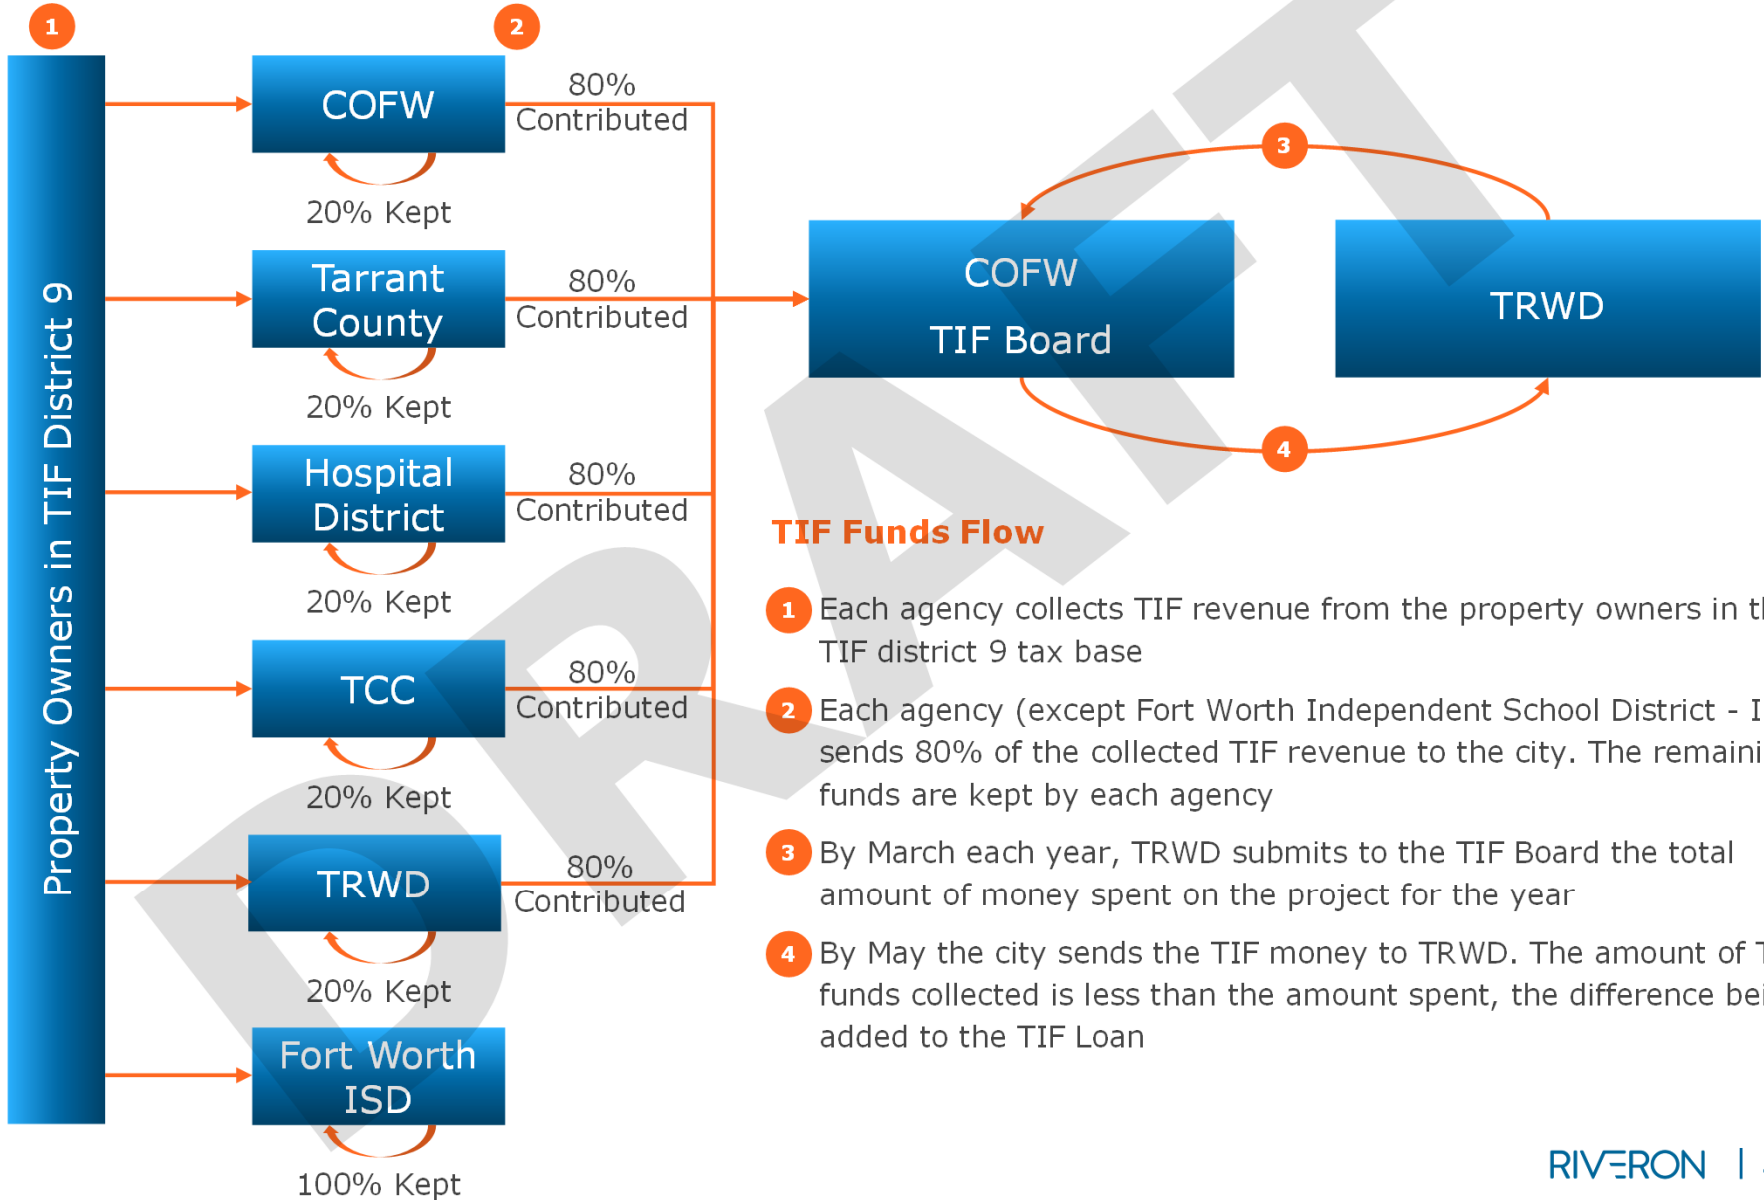 1
2
Property Owners in TIF District 9
COFW
80%
Contributed
20% Kept
Tarrant
County
80%
Contributed
20% Kept
Hospital
District
80%
Contributed
20% Kept
TCC
80%
Contributed
20% Kept
TRWD
80%
Contributed
20% Kept
Fort Worth
ISD
100% Kept
3
COFW
TIF Board
TRWD
4
DRAFT
TIF Funds Flow
1 Each agency collects TIF revenue from the property owners in
TIF district 9 tax base
2 Each agency (except Fort Worth Independent School District -
sends 80% of the collected TIF revenue to the city. The
funds are kept by each agency
3 By March each year, TRWD submits to the TIF Board the total
amount of money spent on the project for the year
4 By May the city sends the TIF money to TRWD. The amount of
funds collected is less than the amount spent, the difference
added to the TIF Loan
RIVERON |